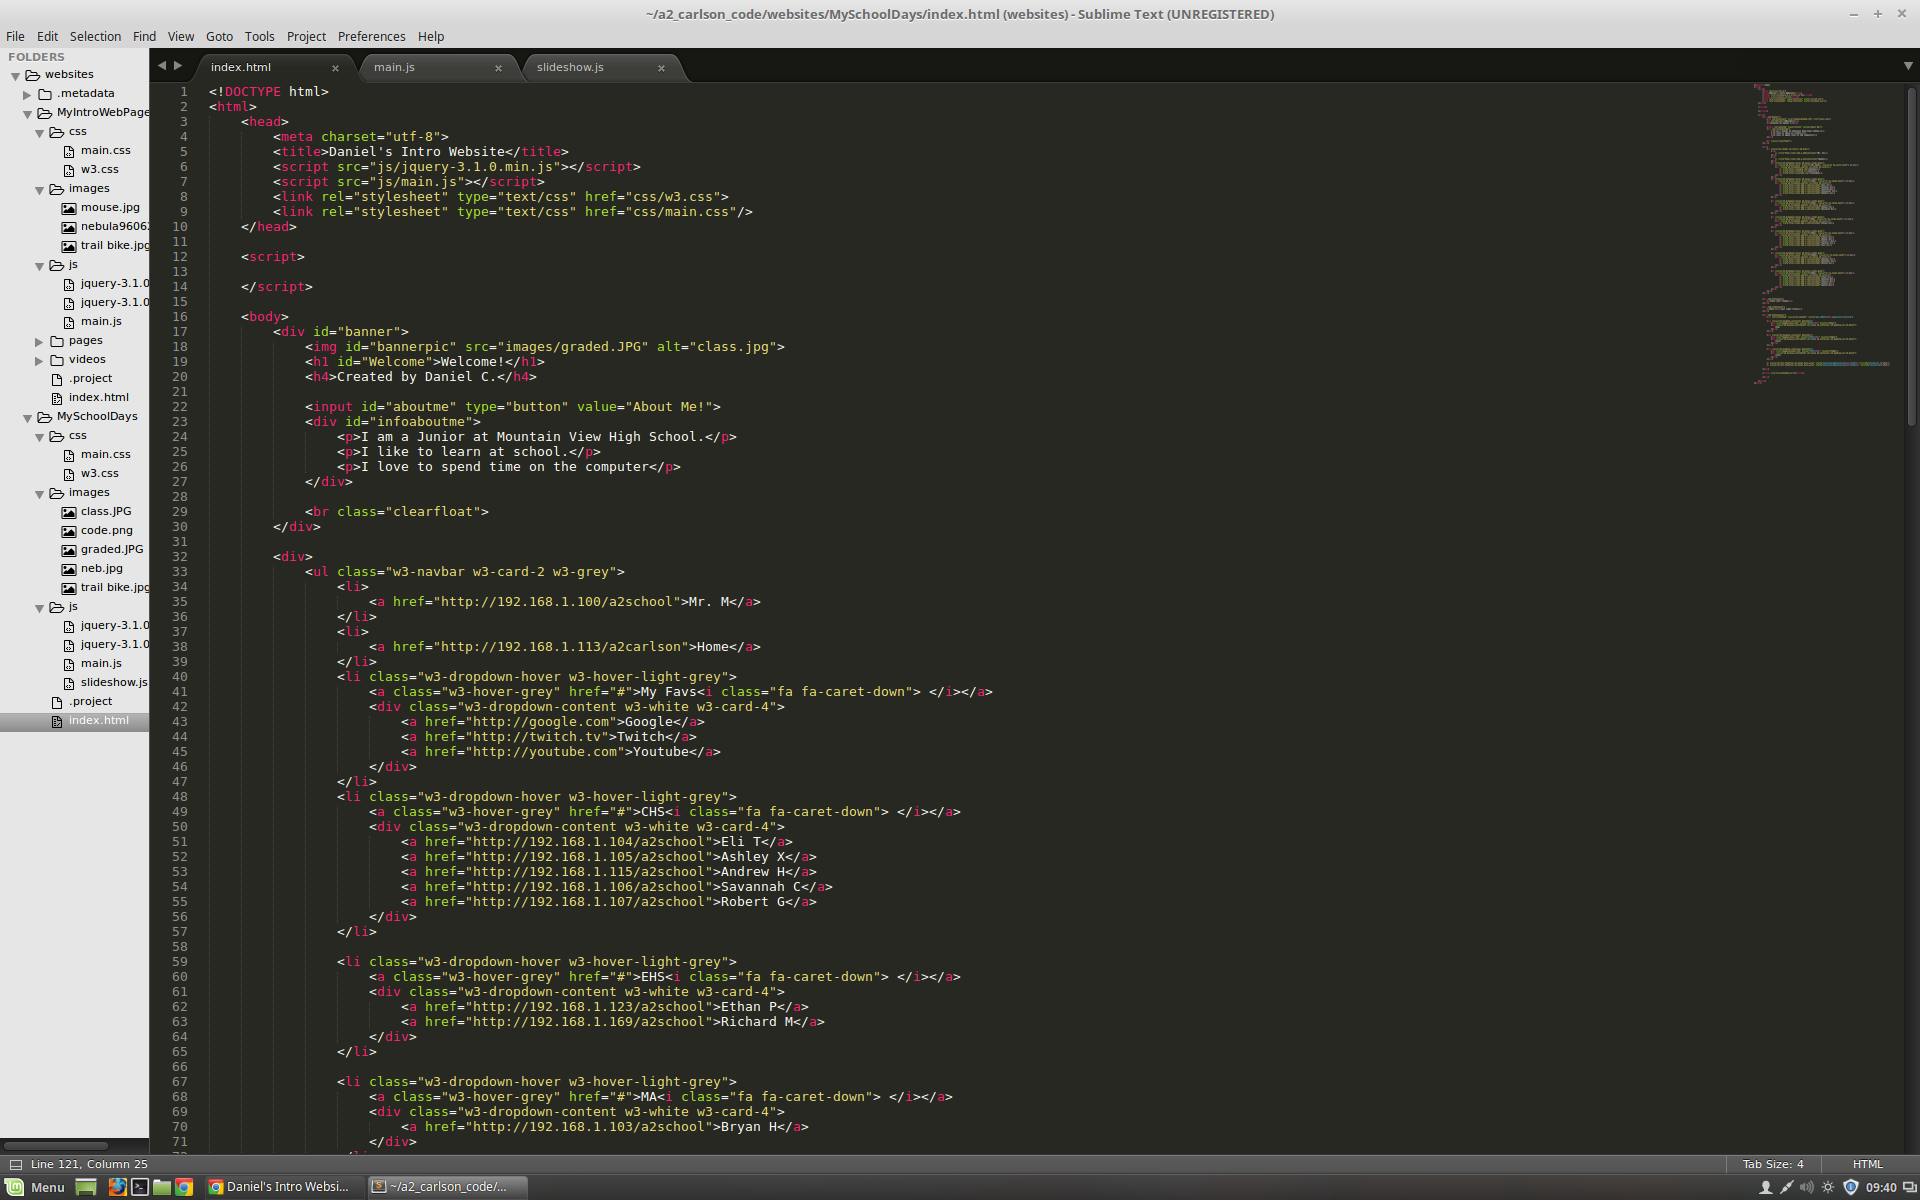 ~/a2_carlson_code/websites/MySchoolDays/index.html (websites) - Sublime Text (UNREGISTERED)
File Edit Selection Find View Goto Tools Project Preferences Help
FOLDERS
websites
.metadata
MyIntroWebPage
css
main.css
w3.css
images
mouse.jpg
nebula9606
trail bike.jpg
js
jquery-3.1.0
jquery-3.1.0
main.js
pages
videos
.project
index.html
MySchoolDays
css
main.css
w3.css
images
class.JPG
code.png
graded.JPG
neb.jpg
trail bike.jpg
js
jquery-3.1.0
jquery-3.1.0
main.js
slideshow.js
.project
index.html
index.html main.js slideshow.js
1 <!DOCTYPE html>
2 <html>
3 <head>
4 <meta charset="utf-8">
5 <title>Daniel's Intro Website</title>
6 <script src="js/jquery-3.1.0.min.js"></script>
7 <script src="js/main.js"></script>
8 <link rel="stylesheet" type="text/css" href="css/w3.css">
9 <link rel="stylesheet" type="text/css" href="css/main.css"/>
10 </head>
11
12 <script>
13
14 </script>
15
16 <body>
17 <div id="banner">
18 <img id="bannerpic" src="images/graded.JPG" alt="class.jpg">
19 <h1 id="Welcome">Welcome!</h1>
20 <h4>Created by Daniel C.</h4>
21
22 <input id="aboutme" type="button" value="About Me!">
23 <div id="infoaboutme">
24 <p>I am a Junior at Mountain View High School.</p>
25 <p>I like to learn at school.</p>
26 <p>I love to spend time on the computer</p>
27 </div>
28
29 <br class="clearfloat">
30 </div>
31
32 <div>
33 <ul class="w3-navbar w3-card-2 w3-grey">
34 <li>
35 <a href="http://192.168.1.100/a2school">Mr. M</a>
36 </li>
37 <li>
38 <a href="http://192.168.1.113/a2carlson">Home</a>
39 </li>
40 <li class="w3-dropdown-hover w3-hover-light-grey">
41 <a class="w3-hover-grey" href="#">My Favs<i class="fa fa-caret-down"> </i></a>
42 <div class="w3-dropdown-content w3-white w3-card-4">
43 <a href="http://google.com">Google</a>
44 <a href="http://twitch.tv">Twitch</a>
45 <a href="http://youtube.com">Youtube</a>
46 </div>
47 </li>
48 <li class="w3-dropdown-hover w3-hover-light-grey">
49 <a class="w3-hover-grey" href="#">CHS<i class="fa fa-caret-down"> </i></a>
50 <div class="w3-dropdown-content w3-white w3-card-4">
51 <a href="http://192.168.1.104/a2school">Eli T</a>
52 <a href="http://192.168.1.105/a2school">Ashley X</a>
53 <a href="http://192.168.1.115/a2school">Andrew H</a>
54 <a href="http://192.168.1.106/a2school">Savannah C</a>
55 <a href="http://192.168.1.107/a2school">Robert G</a>
56 </div>
57 </li>
58
59 <li class="w3-dropdown-hover w3-hover-light-grey">
60 <a class="w3-hover-grey" href="#">EHS<i class="fa fa-caret-down"> </i></a>
61 <div class="w3-dropdown-content w3-white w3-card-4">
62 <a href="http://192.168.1.123/a2school">Ethan P</a>
63 <a href="http://192.168.1.169/a2school">Richard M</a>
64 </div>
65 </li>
66
67 <li class="w3-dropdown-hover w3-hover-light-grey">
68 <a class="w3-hover-grey" href="#">MA<i class="fa fa-caret-down"> </i></a>
69 <div class="w3-dropdown-content w3-white w3-card-4">
70 <a href="http://192.168.1.103/a2school">Bryan H</a>
71 </div>
Line 121, Column 25 Tab Size: 4 HTML
Menu Daniel's Intro Websi... ~/a2_carlson_code/... 09:40